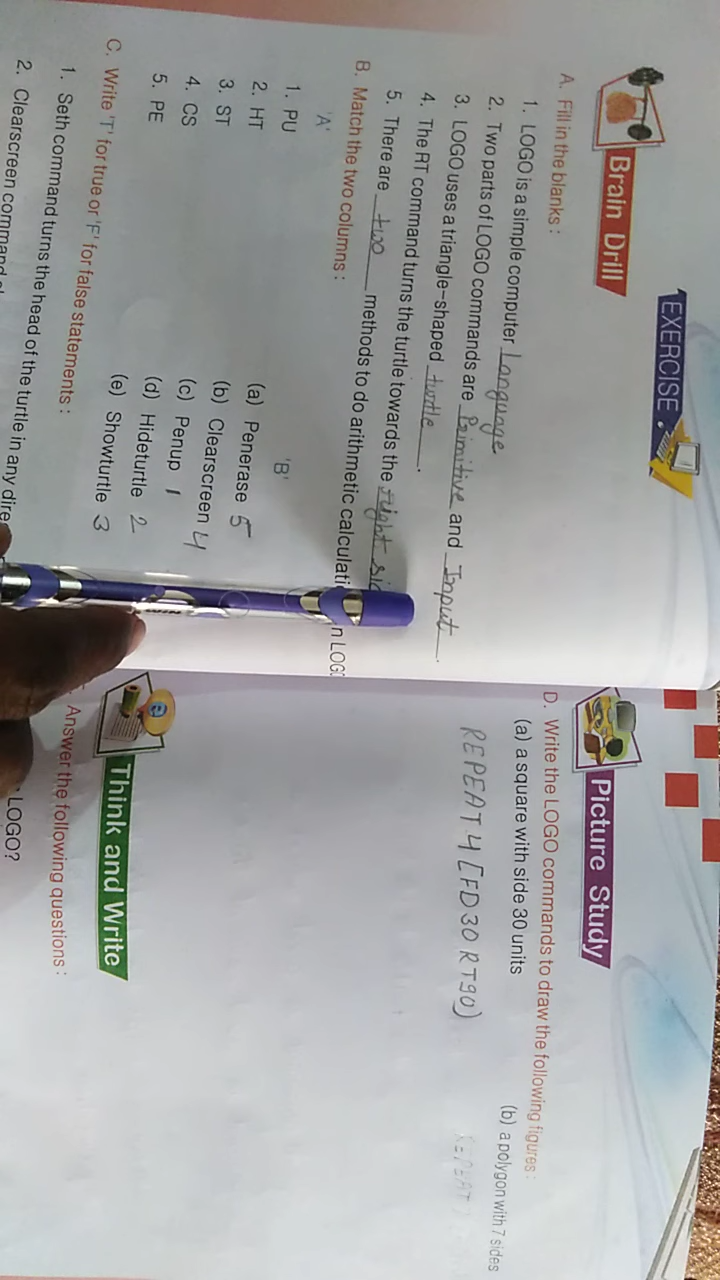 EXERCISE
Brain Drill
A. Fill in the blanks :
1. LOGO is a simple computer Language
2. Two parts of LOGO commands are Primitive and Input.
3. LOGO uses a triangle-shaped turtle.
4. The RT command turns the turtle towards the right
5. There are two methods to do arithmetic n LOGO
B. Match the two columns :
'A' 'B'
1. PU (a) Penerase 5
2. HT (b) Clearscreen 4
3. ST (c) Penup 1
4. CS (d) Hideturtle 2
5. PE (e) Showturtle 3
C. Write 'T' for true or 'F' for false statements :
1. Seth command turns the head of the turtle in any dire
2. Clearscreen command
Picture Study
D. Write the LOGO commands to draw the following figures :
(a) a square with side 30 units (b) a polygon with 7 sides
REPEAT 4 [FD 30 RT 90) REPEAT
Think and Write
Answer the following questions :
LOGO?